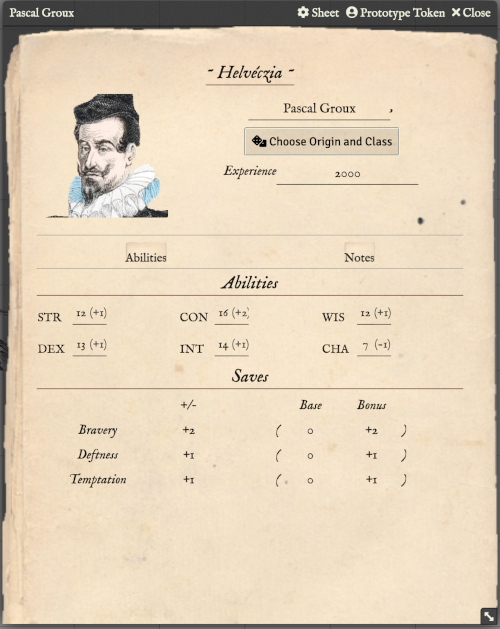 Pascal Groux Sheet Prototype Token Close
~ Helvéczia ~
Pascal Groux ,
Choose Origin and Class
Experience 2000
Abilities Notes
Abilities
STR 12 (+1) CON 16 (+2) WIS 12 (+1)
DEX 13 (+1) INT 14 (+1) CHA 7 (-1)
Saves
+/- Base Bonus
Bravery +2 ( 0 +2 )
Deftness +1 ( 0 +1 )
Temptation +1 ( 0 +1 )